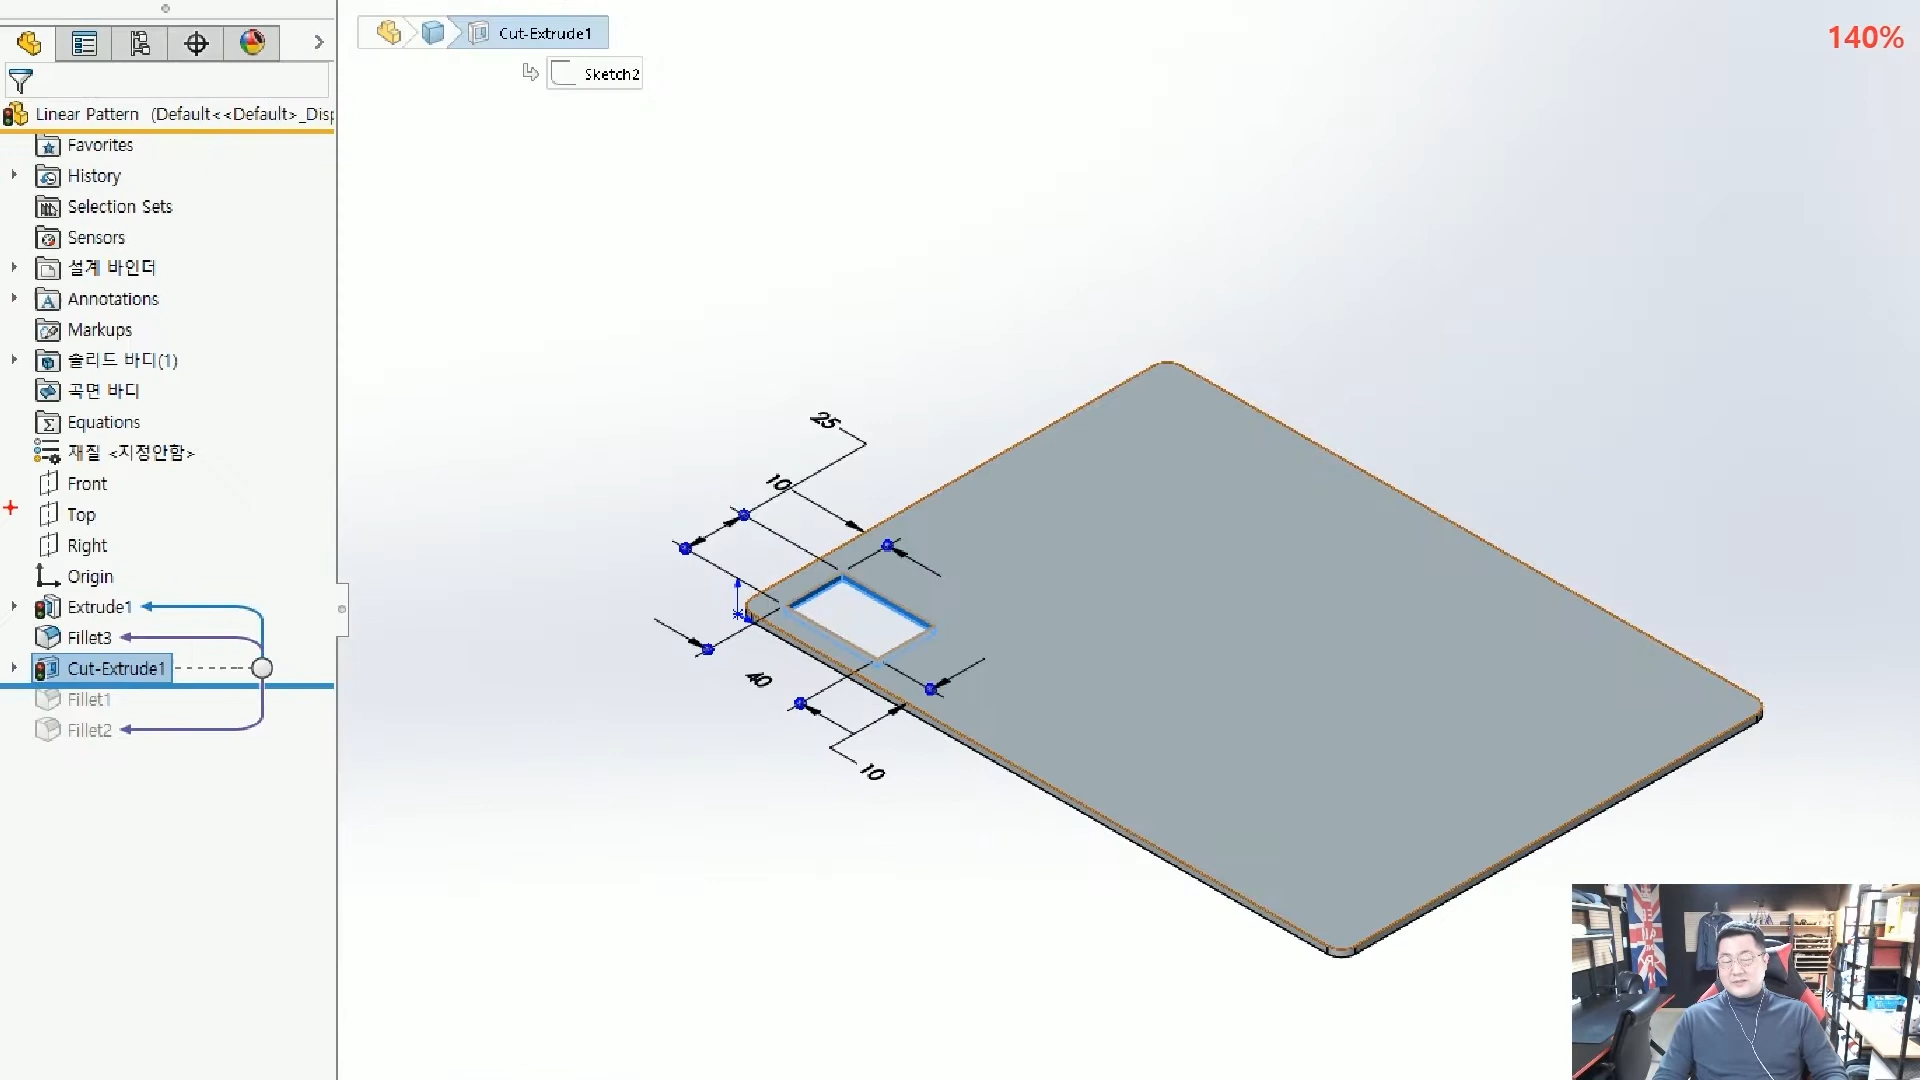 Cut-Extrude1
Sketch2
140%
Linear Pattern (Default<<Default>_Disp
Favorites
History
Selection Sets
Sensors
설계 바인더
Annotations
Markups
솔리드 바디(1)
곡면 바디
Equations
재질 <지정안함>
Front
Top
Right
Origin
Extrude1
Fillet3
Cut-Extrude1
Fillet1
Fillet2
25
10
40
10